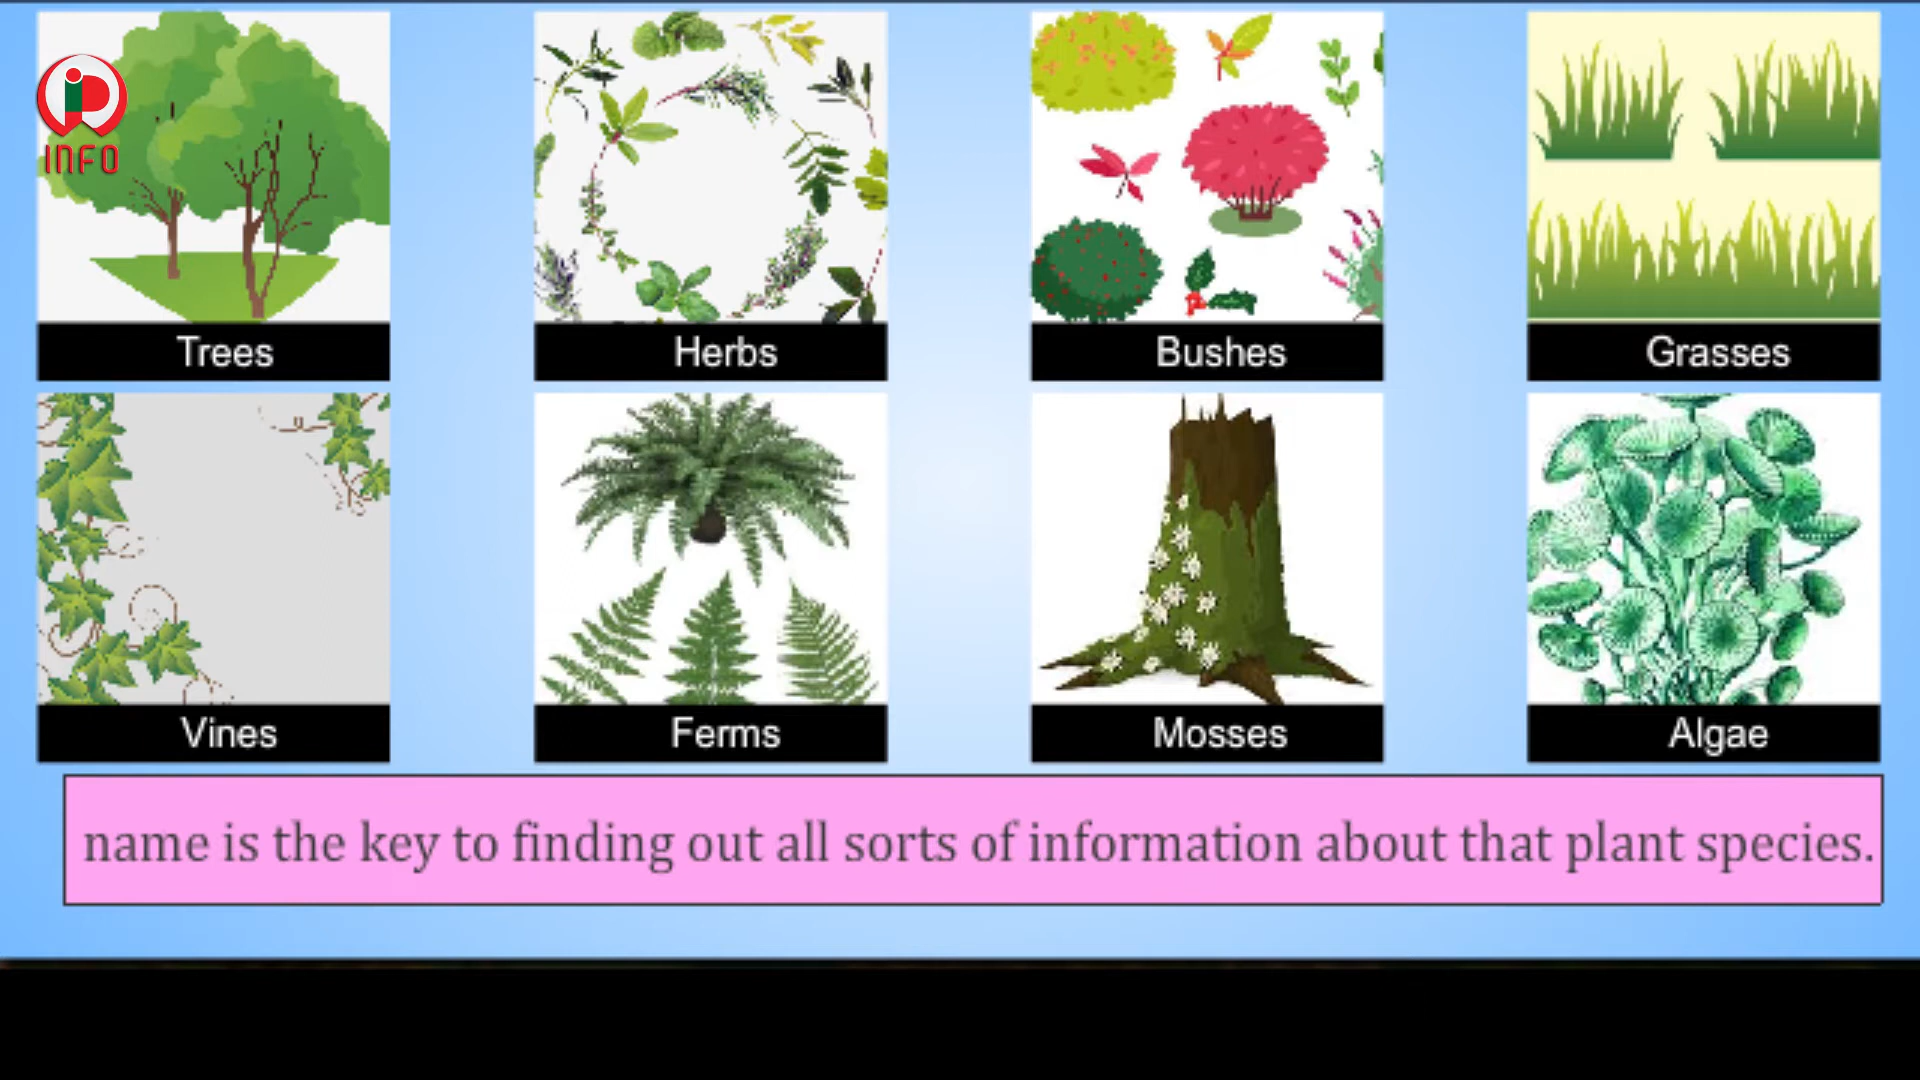 INFO
Trees
Herbs
Bushes
Grasses
Vines
Ferms
Mosses
Algae
name is the key to finding out all sorts of information about that plant species.